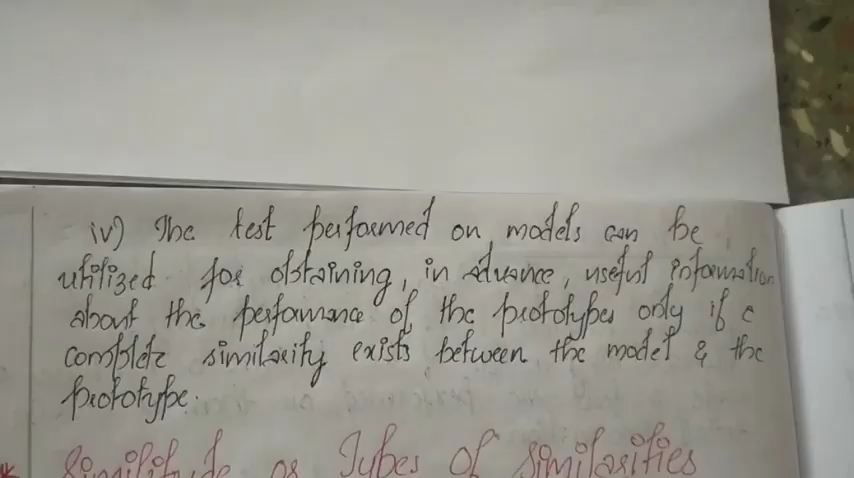 iv) The test performed on models can be
utilized for obtaining, in advance, useful information
about the performance of the prototypes only if a
complete similarity exists between the model & the
prototype.
Similitude or Types of Similarities